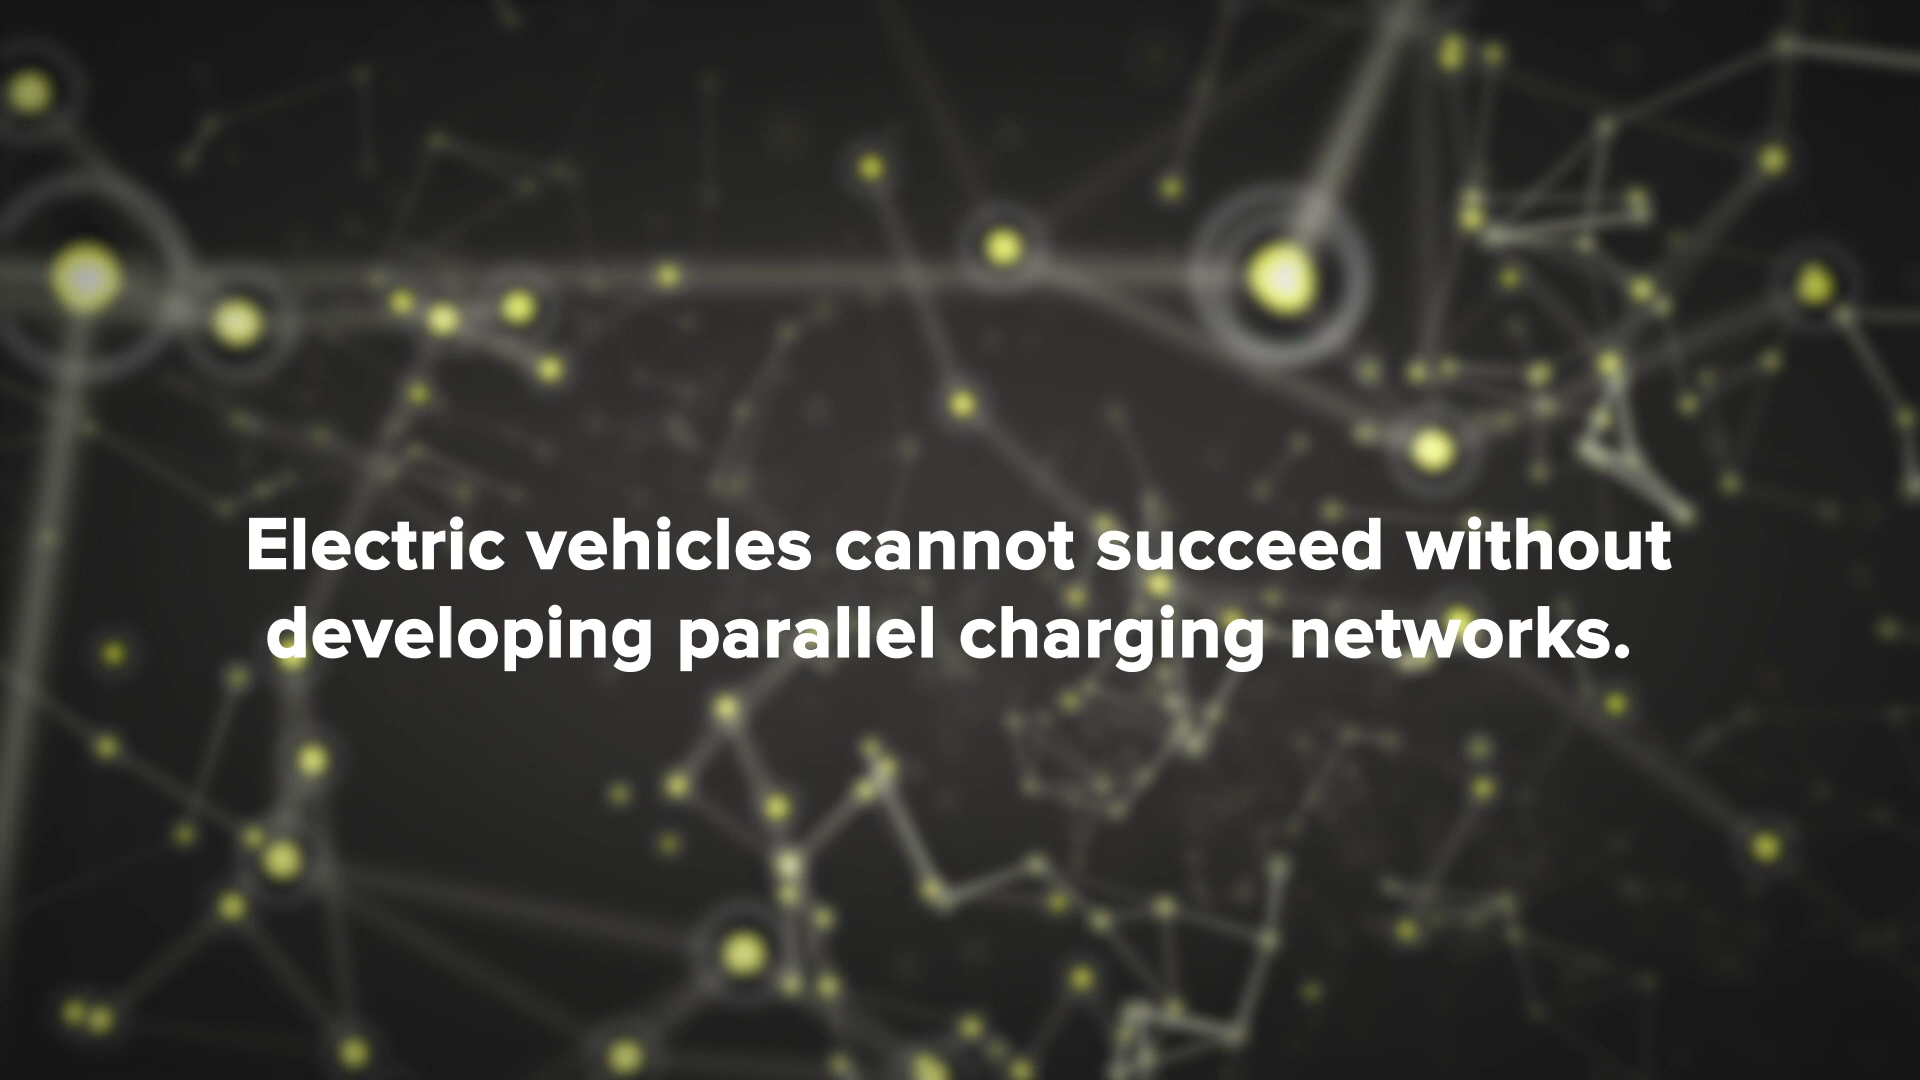 Electric vehicles cannot succeed without
developing parallel charging networks.